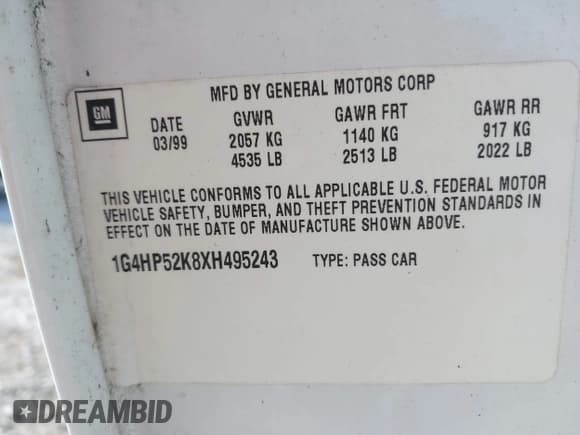 MFD BY GENERAL MOTORS CORP
GM
DATE GVWR GAWR FRT GAWR RR
03/99 2057 KG 1140 KG 917 KG
4535 LB 2513 LB 2022 LB
THIS VEHICLE CONFORMS TO ALL APPLICABLE U.S. FEDERAL MOTOR
VEHICLE SAFETY, BUMPER, AND THEFT PREVENTION STANDARDS IN
EFFECT ON THE DATE OF MANUFACTURE SHOWN ABOVE.
1G4HP52K8XH495243 TYPE: PASS CAR
DREAMBID